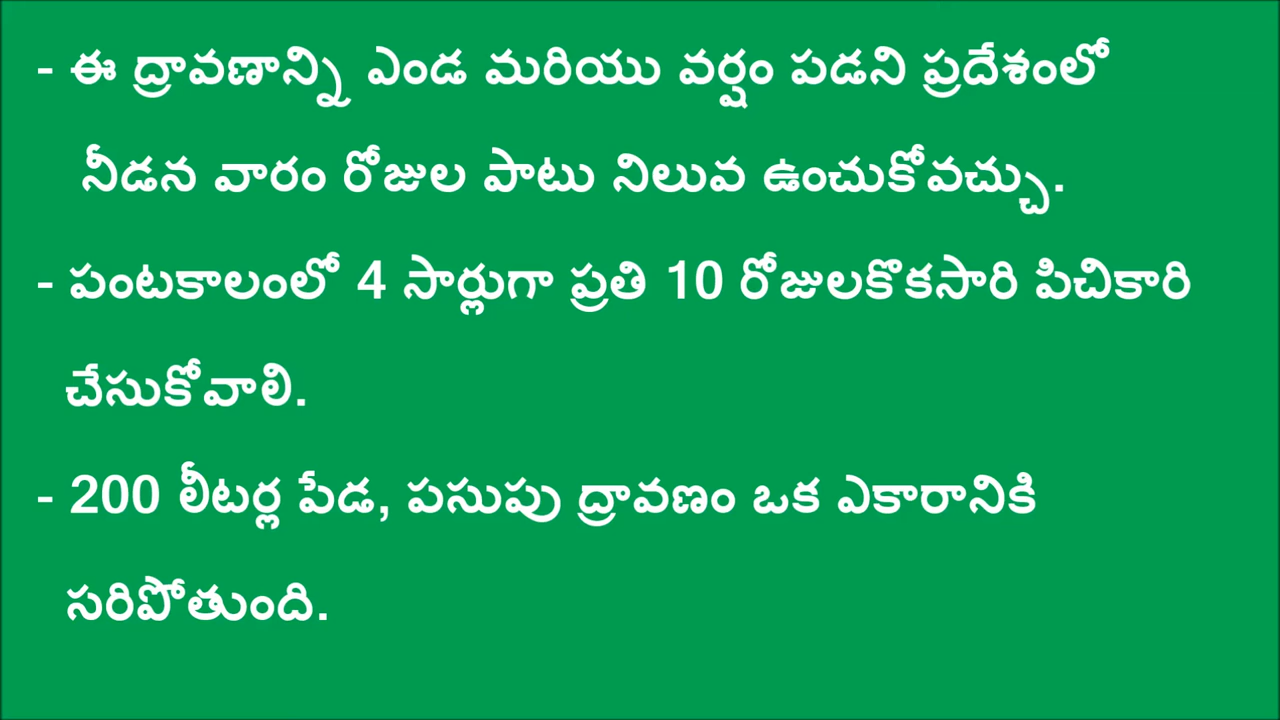 - ఈ ద్రావణాన్ని ఎండ మరియు వర్షం పడని ప్రదేశంలో
నీడన వారం రోజుల పాటు నిలువ ఉంచుకోవచ్చు.
- పంటకాలంలో 4 సార్లుగా ప్రతి 10 రోజులకొకసారి పిచికారి
చేసుకోవాలి.
- 200 లీటర్ల పేడ, పసుపు ద్రావణం ఒక ఎకారానికి
సరిపోతుంది.